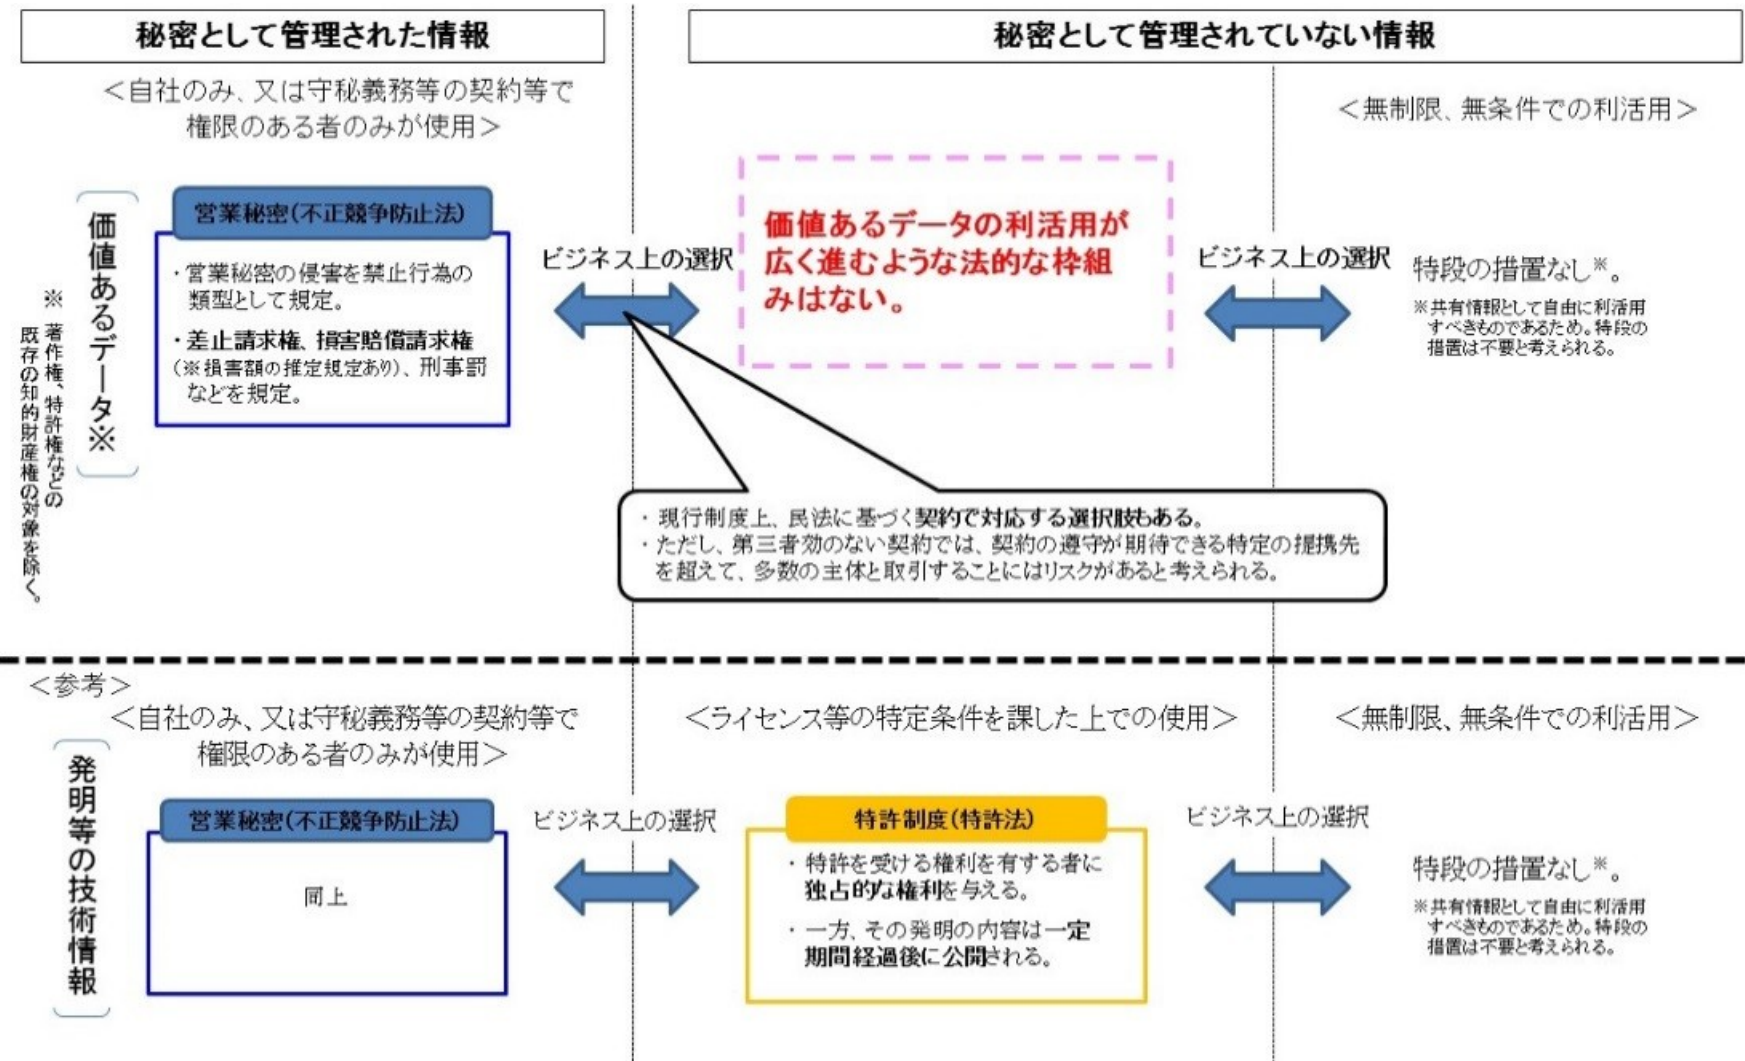 秘密として管理された情報
秘密として管理されていない情報
＜自社のみ、又は守秘義務等の契約等で
権限のある者のみが使用＞
＜無制限、無条件での利活用＞
価値あるデータ※
※ 著作権、特許権などの
既存の知的財産権の対象を除く。
営業秘密(不正競争防止法)
・営業秘密の侵害を禁止行為の
類型として規定。
・差止請求権、損害賠償請求権
(※損害額の推定規定あり)、刑事罰
などを規定。
ビジネス上の選択
価値あるデータの利活用が
広く進むような法的な枠組
みはない。
ビジネス上の選択
特段の措置なし※。
※共有情報として自由に利活用
すべきものであるため。特段の
措置は不要と考えられる。
・現行制度上、民法に基づく契約で対応する選択肢もある。
・ただし、第三者効のない契約では、契約の遵守が期待できる特定の提携先
を超えて、多数の主体と取引することにはリスクがあると考えられる。
＜参考＞
＜自社のみ、又は守秘義務等の契約等で
権限のある者のみが使用＞
＜ライセンス等の特定条件を課した上での使用＞
＜無制限、無条件での利活用＞
発明等の技術情報
営業秘密(不正競争防止法)
同上
ビジネス上の選択
特許制度(特許法)
・特許を受ける権利を有する者に
独占的な権利を与える。
・一方、その発明の内容は一定
期間経過後に公開される。
ビジネス上の選択
特段の措置なし※。
※共有情報として自由に利活用
すべきものであるため。特段の
措置は不要と考えられる。